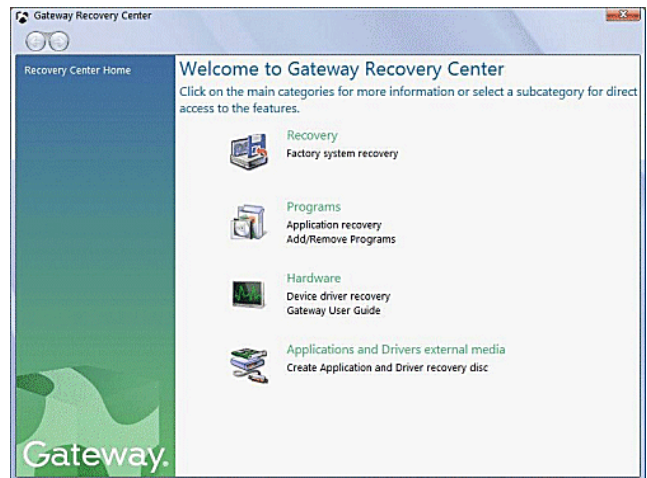 Gateway Recovery Center
Recovery Center Home
Welcome to Gateway Recovery Center
Click on the main categories for more information or select a subcategory for direct
access to the features.
Recovery
Factory system recovery
Programs
Application recovery
Add/Remove Programs
Hardware
Device driver recovery
Gateway User Guide
Applications and Drivers external media
Create Application and Driver recovery disc
Gateway.